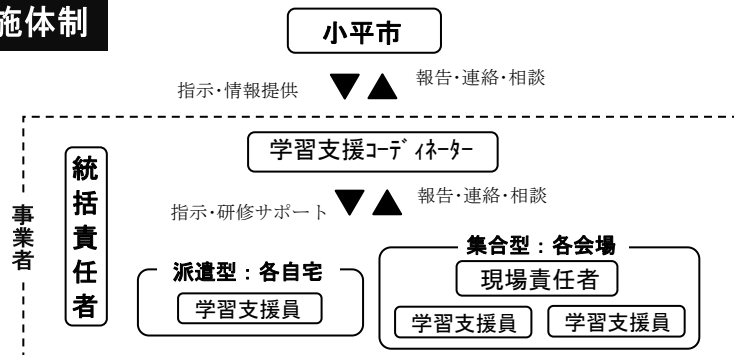 施体制
小平市
指示・情報提供
報告・連絡・相談
学習支援ｺｰﾃﾞｨﾈｰﾀｰ
統括責任者
事業者
指示・研修サポート
報告・連絡・相談
派遣型：各自宅
学習支援員
集合型：各会場
現場責任者
学習支援員
学習支援員